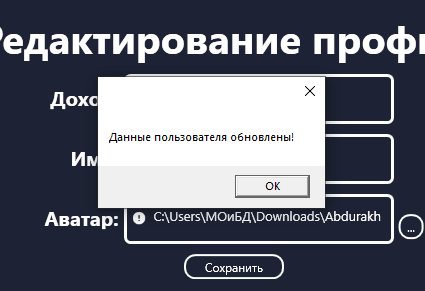 Редактирование профи
Дохо
Данные пользователя обновлены!
Им
OK
Аватар:
C:\Users\МОиБД\Downloads\Abdurakh
...
Сохранить